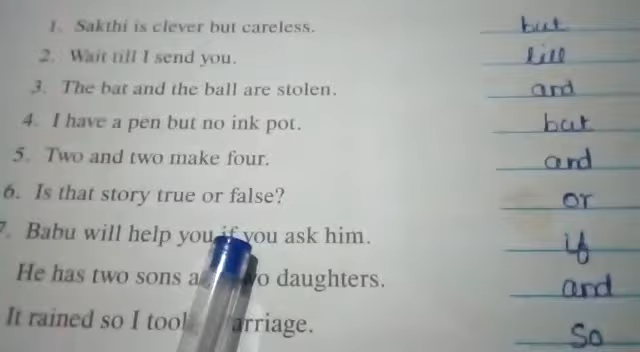 1. Sakthi is clever but careless. but
2. Wait till I send you. till
3. The bat and the ball are stolen. and
4. I have a pen but no ink pot. but
5. Two and two make four. and
6. Is that story true or false? or
7. Babu will help you if you ask him. if
He has two sons daughters. and
It rained so I so